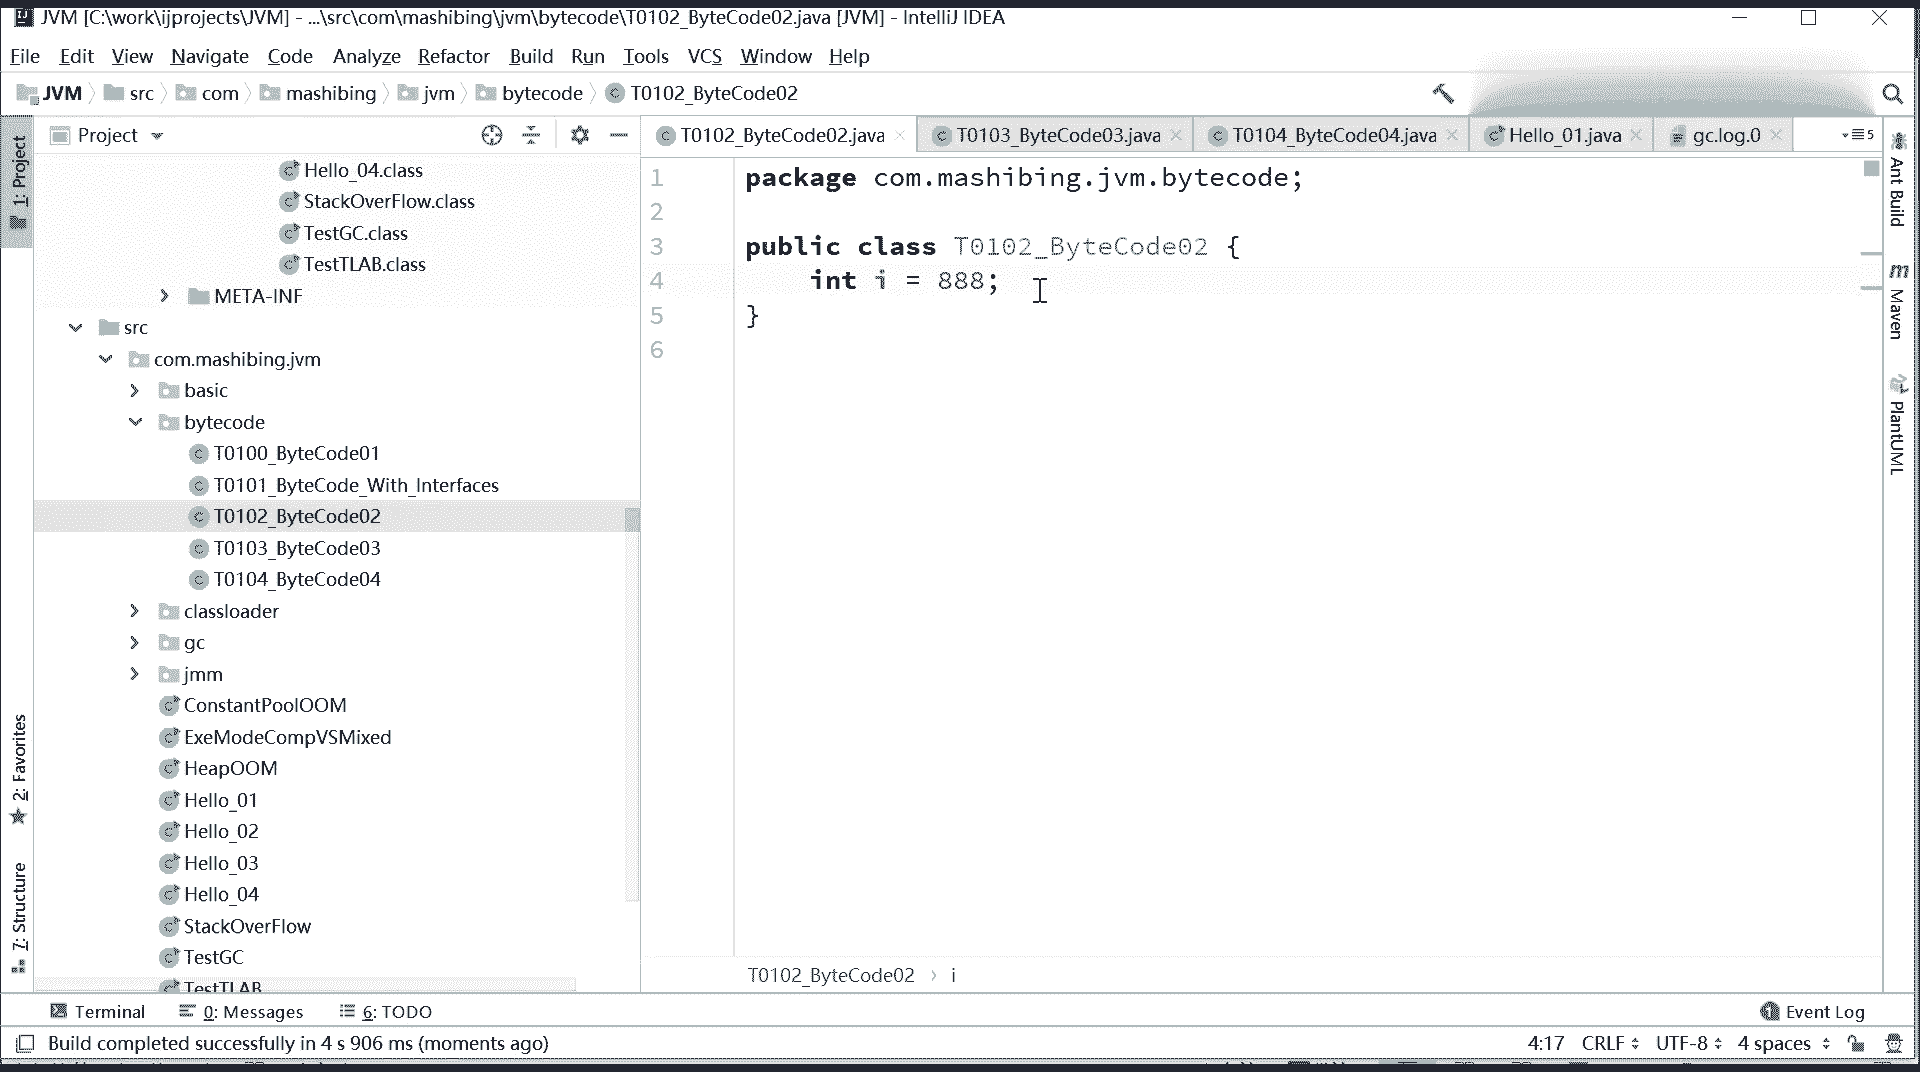 JVM [C:\work\ijprojects\JVM] - ...\src\com\mashibing\jvm\bytecode\T0102_ByteCode02.java [JVM] - IntelliJ IDEA
File Edit View Navigate Code Analyze Refactor Build Run Tools VCS Window Help
JVM src com mashibing jvm bytecode T0102_ByteCode02
Project
T0102_ByteCode02.java T0103_ByteCode03.java T0104_ByteCode04.java Hello_01.java gc.log.0 5
1: Project
2: Favorites
7: Structure
Hello_04.class
StackOverFlow.class
TestGC.class
TestTLAB.class
META-INF
src
com.mashibing.jvm
basic
bytecode
T0100_ByteCode01
T0101_ByteCode_With_Interfaces
T0102_ByteCode02
T0103_ByteCode03
T0104_ByteCode04
classloader
gc
jmm
ConstantPoolOOM
ExeModeCompVSMixed
HeapOOM
Hello_01
Hello_02
Hello_03
Hello_04
StackOverFlow
TestGC
TestTLAB
1 package com.mashibing.jvm.bytecode;
2
3 public class T0102_ByteCode02 {
4 int i = 888;
5 }
6
T0102_ByteCode02 › i
Ant Build
Maven
PlantUML
Terminal 0: Messages 6: TODO Event Log
Build completed successfully in 4 s 906 ms (moments ago) 4:17 CRLF UTF-8 4 spaces